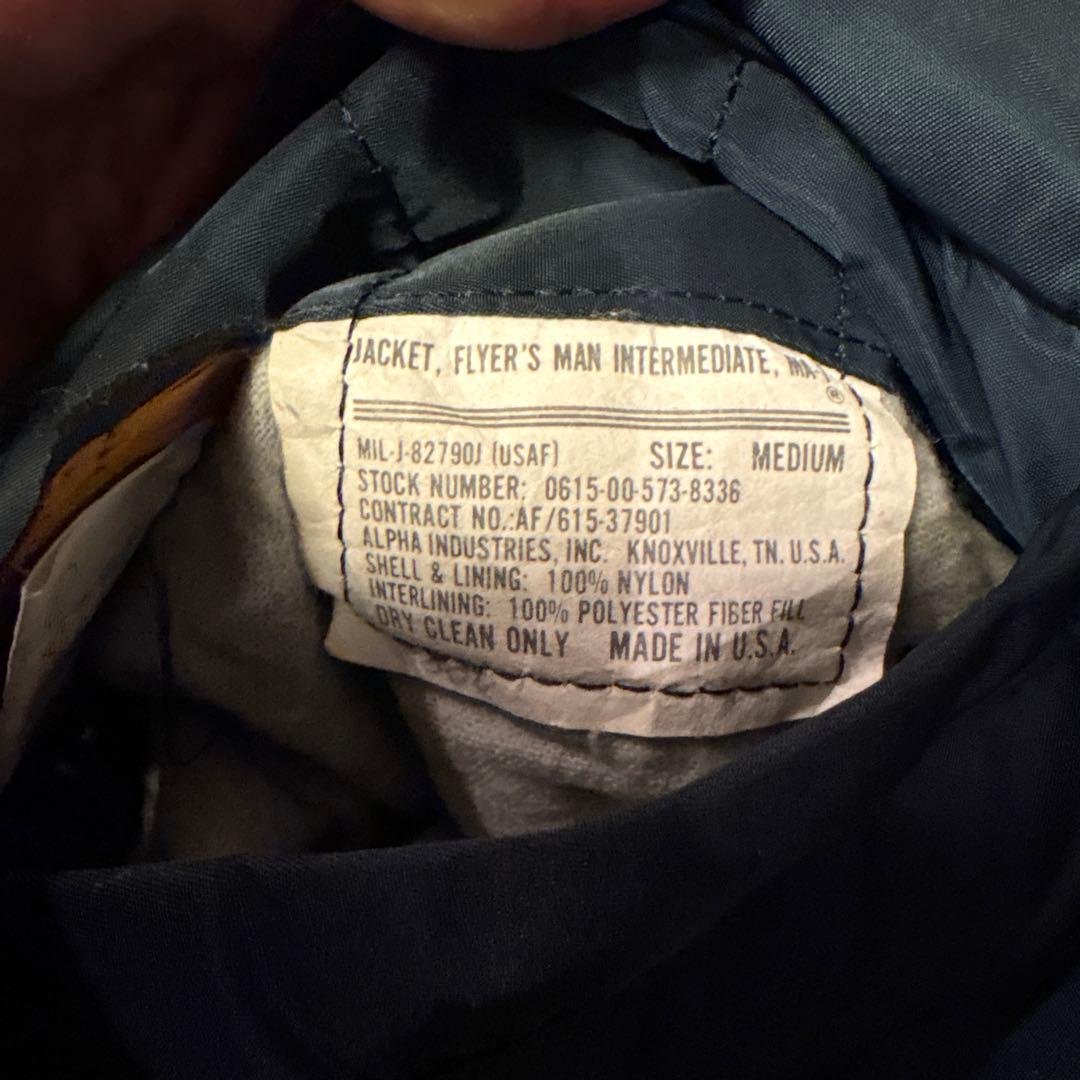 JACKET, FLYER'S MAN INTERMEDIATE, MA-1
®
MIL-J-82790J (USAF) SIZE: MEDIUM
STOCK NUMBER: 0615-00-573-8336
CONTRACT NO.:AF/615-37901
ALPHA INDUSTRIES, INC. KNOXVILLE, TN. U.S.A.
SHELL & LINING: 100% NYLON
INTERLINING: 100% POLYESTER FIBER FILL
DRY CLEAN ONLY MADE IN U.S.A.